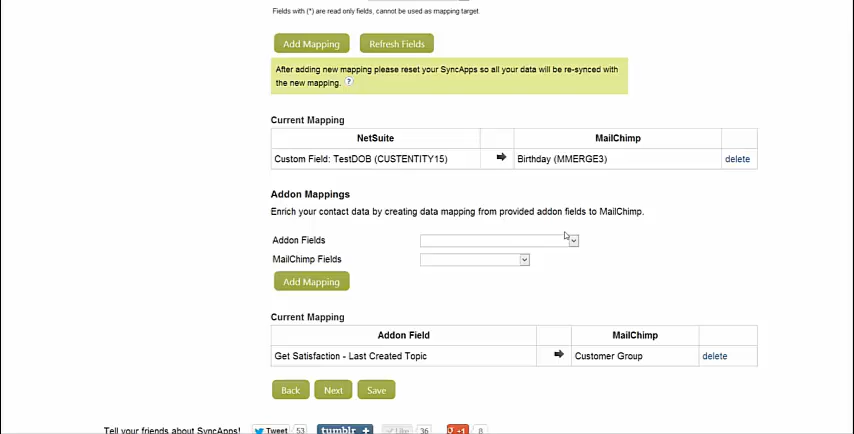 Fields with (*) are read only fields, cannot be used as mapping target.
Add Mapping Refresh Fields
After adding new mapping please reset your SyncApps so all your data will be re-synced with
the new mapping. ?
Current Mapping
NetSuite MailChimp
Custom Field: TestDOB (CUSTENTITY15) Birthday (MMERGE3) delete
Addon Mappings
Enrich your contact data by creating data mapping from provided addon fields to MailChimp.
Addon Fields
MailChimp Fields
Add Mapping
Current Mapping
Addon Field MailChimp
Get Satisfaction - Last Created Topic Customer Group delete
Back Next Save
Tell your friends about SyncApps! Tweet 53 tumblr. + Like 36 +1 8